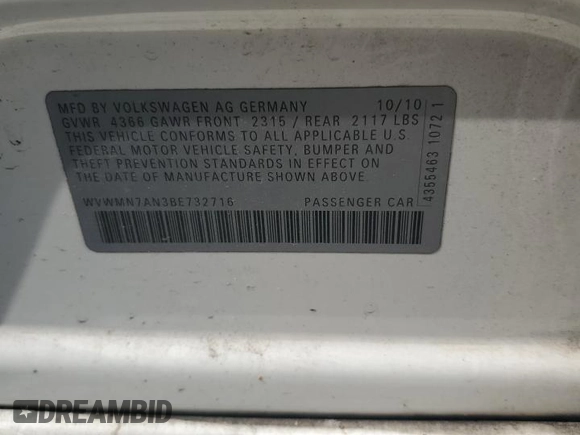 MFD BY VOLKSWAGEN AG GERMANY 10/10
GVWR 4366 GAWR FRONT 2315 / REAR 2117 LBS
THIS VEHICLE CONFORMS TO ALL APPLICABLE U.S.
FEDERAL MOTOR VEHICLE SAFETY, BUMPER AND
THEFT PREVENTION STANDARDS IN EFFECT ON
THE DATE OF MANUFACTURE SHOWN ABOVE.
WVWMN7AN3BE732716 PASSENGER CAR
4355463 1072 1
DREAMBID